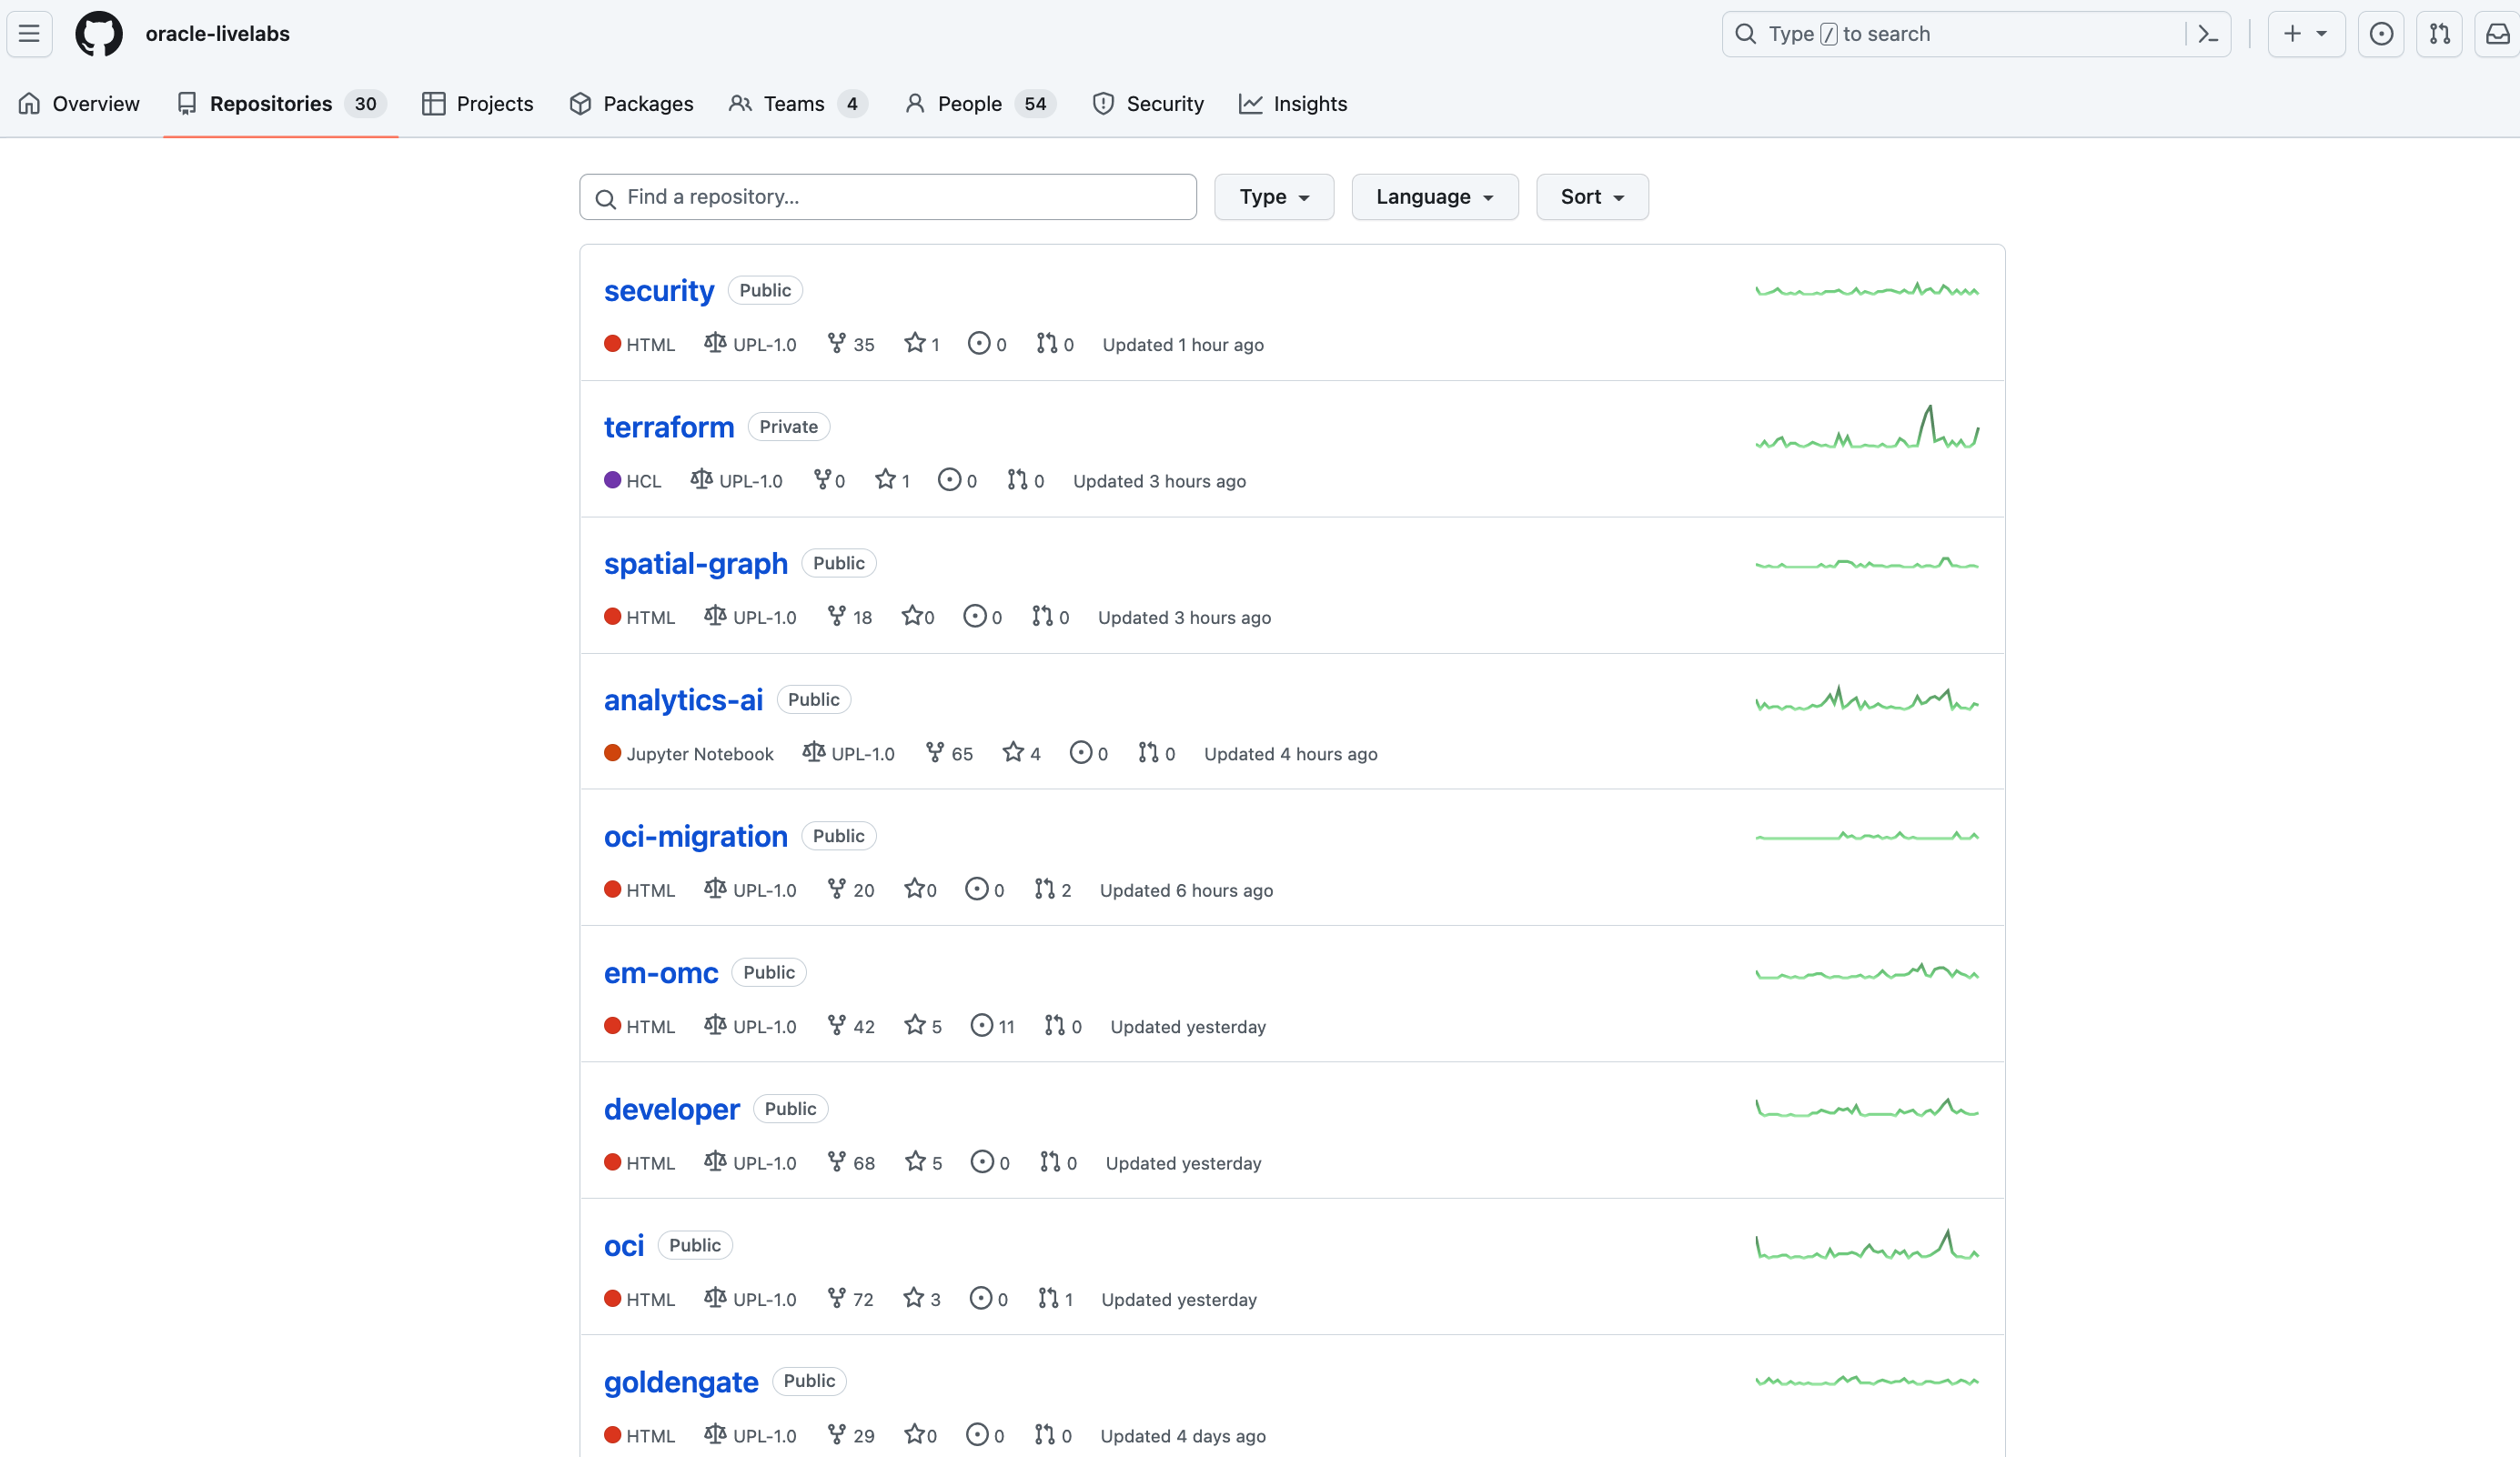 oracle-livelabs
Type / to search
Overview Repositories 30 Projects Packages Teams 4 People 54 Security Insights
Find a repository... Type Language Sort
security Public
HTML UPL-1.0 35 1 0 0 Updated 1 hour ago
terraform Private
HCL UPL-1.0 0 1 0 0 Updated 3 hours ago
spatial-graph Public
HTML UPL-1.0 18 0 0 0 Updated 3 hours ago
analytics-ai Public
Jupyter Notebook UPL-1.0 65 4 0 0 Updated 4 hours ago
oci-migration Public
HTML UPL-1.0 20 0 0 2 Updated 6 hours ago
em-omc Public
HTML UPL-1.0 42 5 11 0 Updated yesterday
developer Public
HTML UPL-1.0 68 5 0 0 Updated yesterday
oci Public
HTML UPL-1.0 72 3 0 1 Updated yesterday
goldengate Public
HTML UPL-1.0 29 0 0 0 Updated 4 days ago